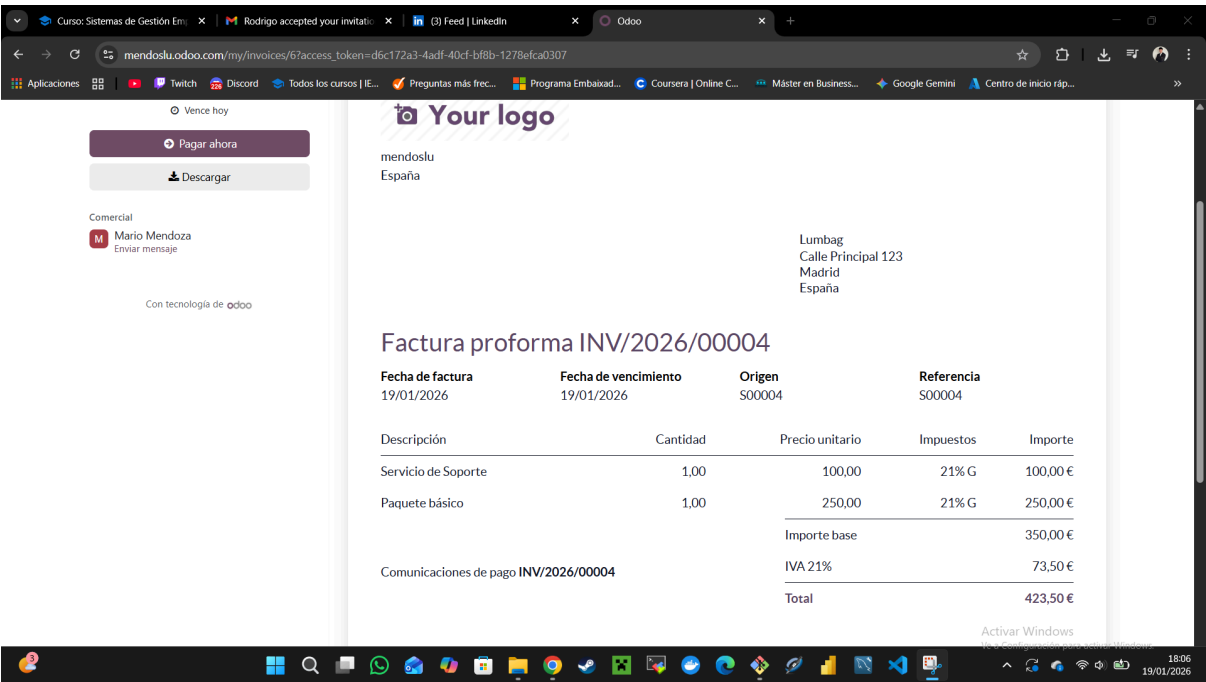 Curso: Sistemas de Gestión Em
Rodrigo accepted your invitatio
(3) Feed | LinkedIn
Odoo
mendoslu.odoo.com/my/invoices/6?access_token=d6c172a3-4adf-40cf-bf8b-1278efca0307
Aplicaciones
Twitch
226
Discord
Todos los cursos | IE...
Preguntas más frec...
Programa Embaixad...
Coursera | Online C...
Máster en Business...
Google Gemini
Centro de inicio ráp...
»
Vence hoy
Pagar ahora
Descargar
Comercial
M
Mario Mendoza
Enviar mensaje
Con tecnología de odoo
Your logo
mendoslu
España
Lumbag
Calle Principal 123
Madrid
España
Factura proforma INV/2026/00004
Fecha de factura Fecha de vencimiento Origen Referencia
19/01/2026 19/01/2026 S00004 S00004
Descripción Cantidad Precio unitario Impuestos Importe
Servicio de Soporte 1,00 100,00 21% G 100,00 €
Paquete básico 1,00 250,00 21% G 250,00 €
Importe base 350,00 €
IVA 21% 73,50 €
Comunicaciones de pago INV/2026/00004
Total 423,50 €
Activar Windows
Ve a Configuración para activar Windows.
3
18:06
19/01/2026